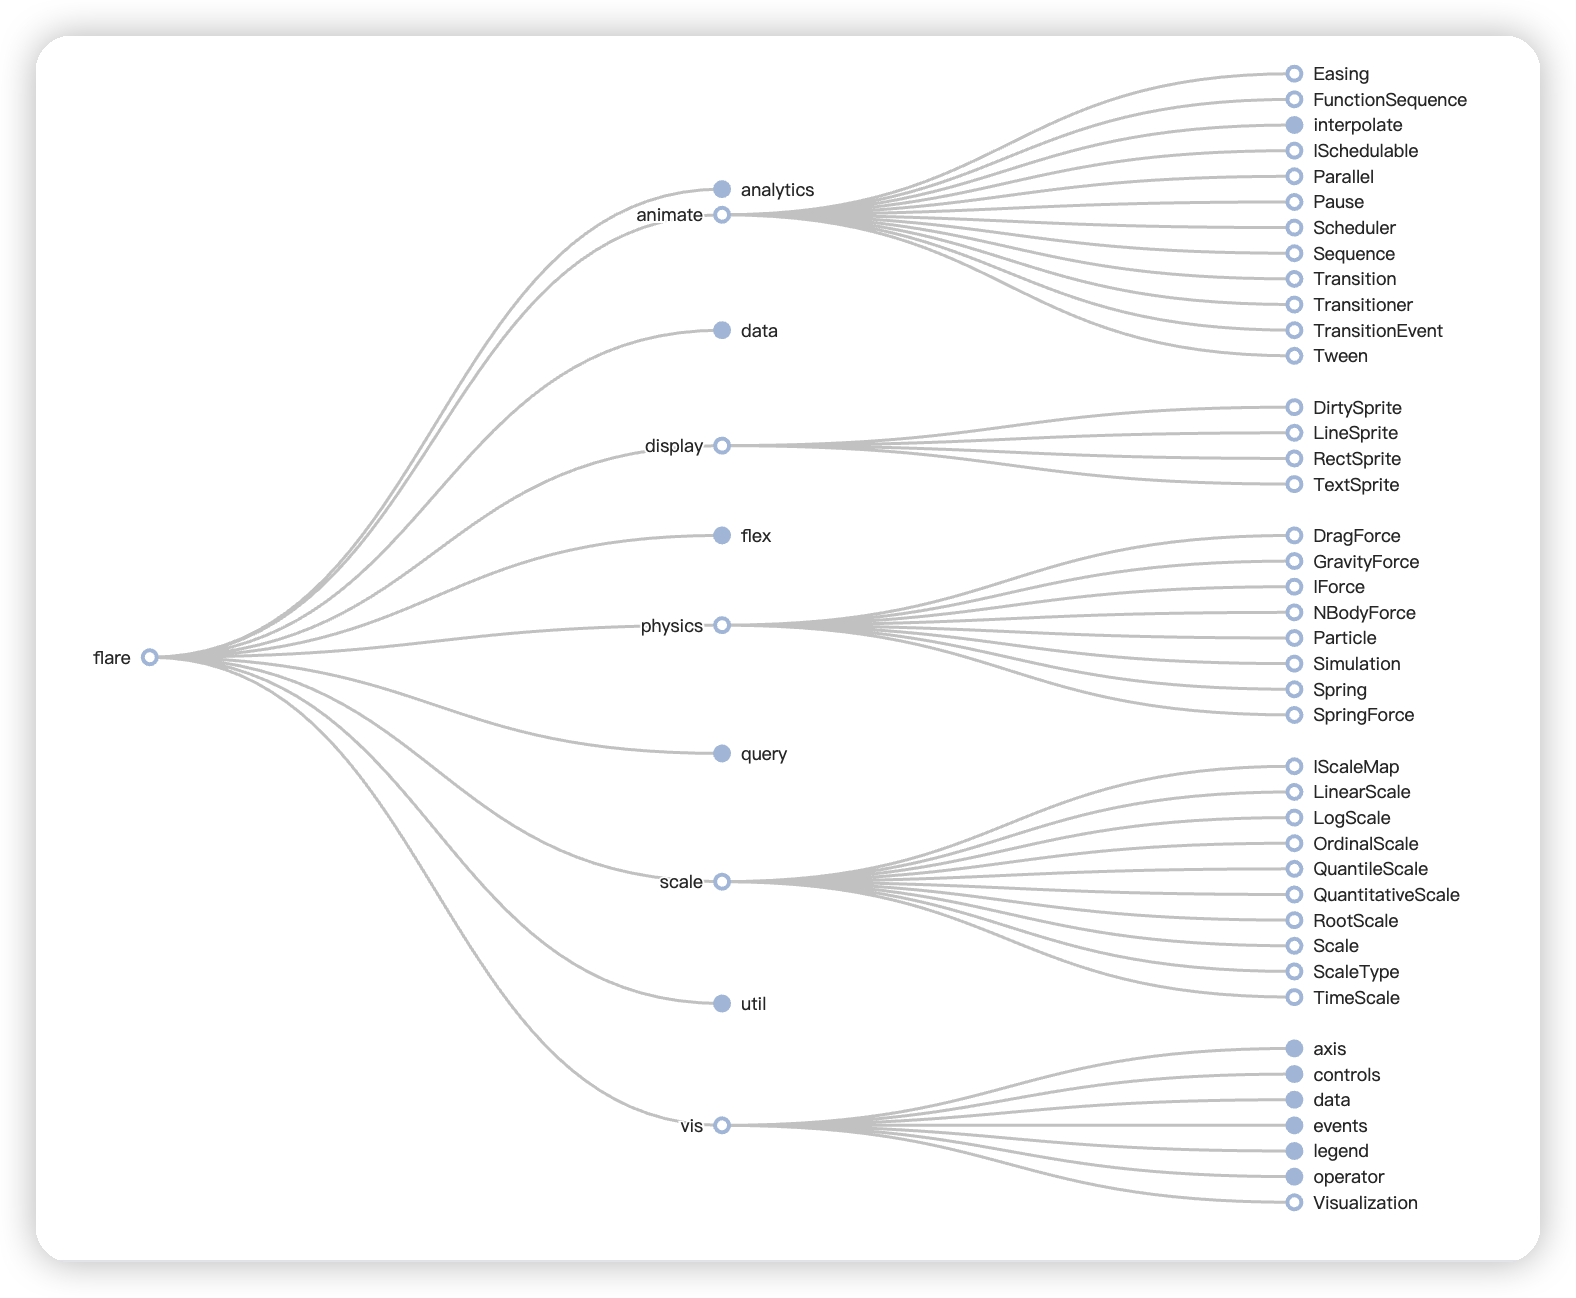 flare
analytics
animate
Easing
FunctionSequence
interpolate
ISchedulable
Parallel
Pause
Scheduler
Sequence
Transition
Transitioner
TransitionEvent
Tween
data
display
DirtySprite
LineSprite
RectSprite
TextSprite
flex
physics
DragForce
GravityForce
IForce
NBodyForce
Particle
Simulation
Spring
SpringForce
query
scale
IScaleMap
LinearScale
LogScale
OrdinalScale
QuantileScale
QuantitativeScale
RootScale
Scale
ScaleType
TimeScale
util
vis
axis
controls
data
events
legend
operator
Visualization